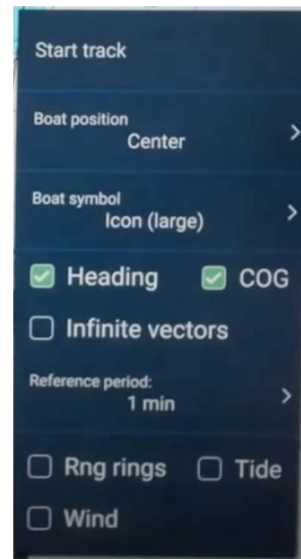 Start track
Boat position
Center
Boat symbol
Icon (large)
Heading COG
Infinite vectors
Reference period:
1 min
Rng rings Tide
Wind